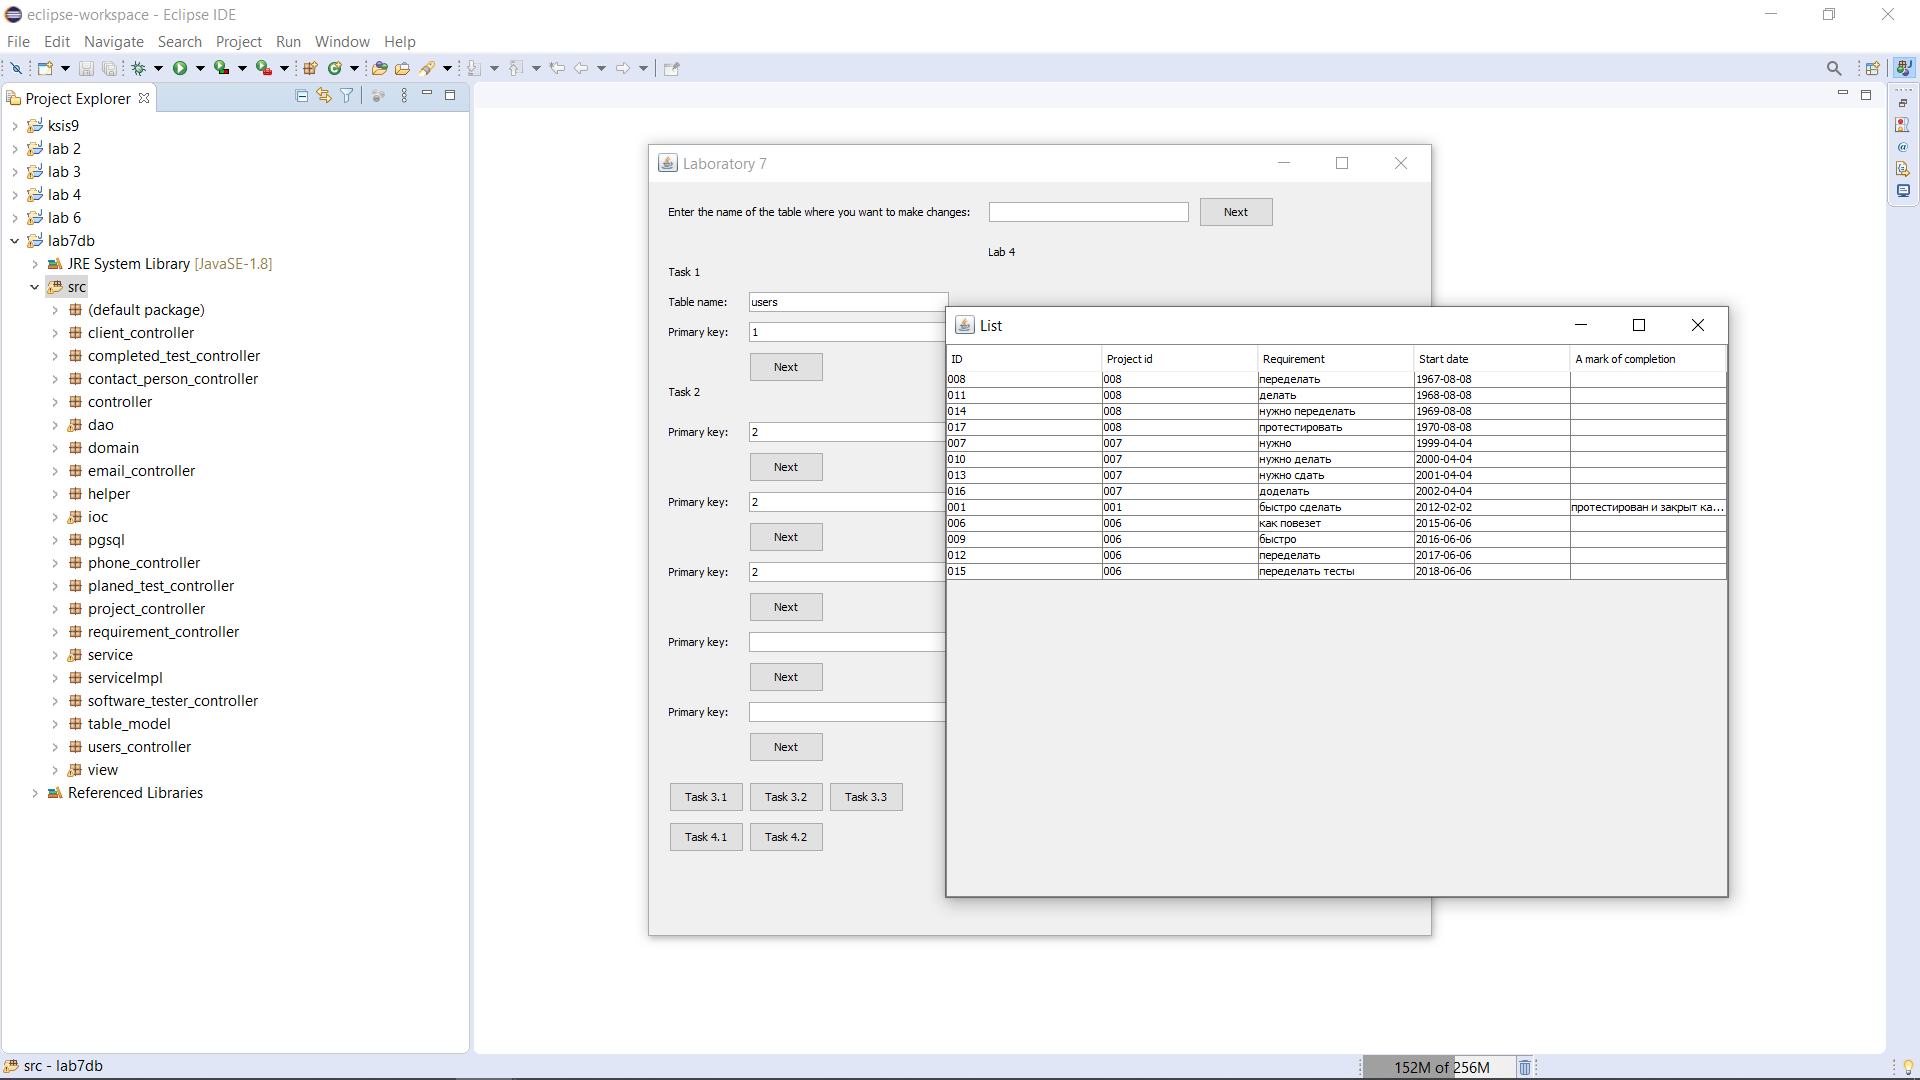 eclipse-workspace - Eclipse IDE
File Edit Navigate Search Project Run Window Help
Project Explorer
ksis9
lab 2
lab 3
lab 4
lab 6
lab7db
JRE System Library [JavaSE-1.8]
src
(default package)
client_controller
completed_test_controller
contact_person_controller
controller
dao
domain
email_controller
helper
ioc
pgsql
phone_controller
planed_test_controller
project_controller
requirement_controller
service
serviceImpl
software_tester_controller
table_model
users_controller
view
Referenced Libraries
Laboratory 7
Enter the name of the table where you want to make changes: Next
Lab 4
Task 1
Table name: users
Primary key: 1
Next
Task 2
Primary key: 2
Next
Primary key: 2
Next
Primary key: 2
Next
Primary key:
Next
Primary key:
Next
Task 3.1 Task 3.2 Task 3.3
Task 4.1 Task 4.2
List
ID Project id Requirement Start date A mark of completion
008 008 переделать 1967-08-08
011 008 делать 1968-08-08
014 008 нужно переделать 1969-08-08
017 008 протестировать 1970-08-08
007 007 нужно 1999-04-04
010 007 нужно делать 2000-04-04
013 007 нужно сдать 2001-04-04
016 007 доделать 2002-04-04
001 001 быстро сделать 2012-02-02 протестирован и закрыт ка...
006 006 как повезет 2015-06-06
009 006 быстро 2016-06-06
012 006 переделать 2017-06-06
015 006 переделать тесты 2018-06-06
src - lab7db
152M of 256M